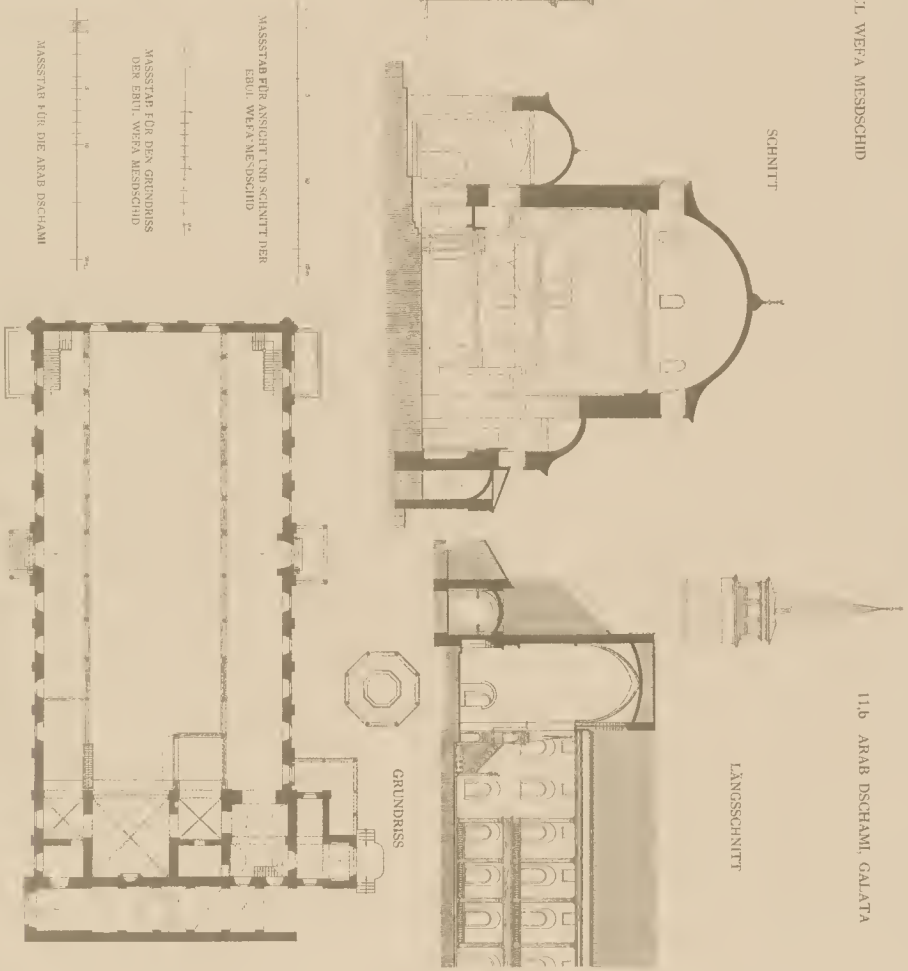 EL WEFA MESDSCHID
SCHNITT
11,b ARAB DSCHAMI, GALATA
LÄNGSSCHNITT
GRUNDRISS
MASSSTAB FÜR ANSICHT UND SCHNITT DER
EBUL WEFA-MESDSCHID
MASSSTAB FÜR DEN GRUNDRISS
DER EBUL WEFA MESDSCHID
MASSSTAB FÜR DIE ARAB DSCHAMI